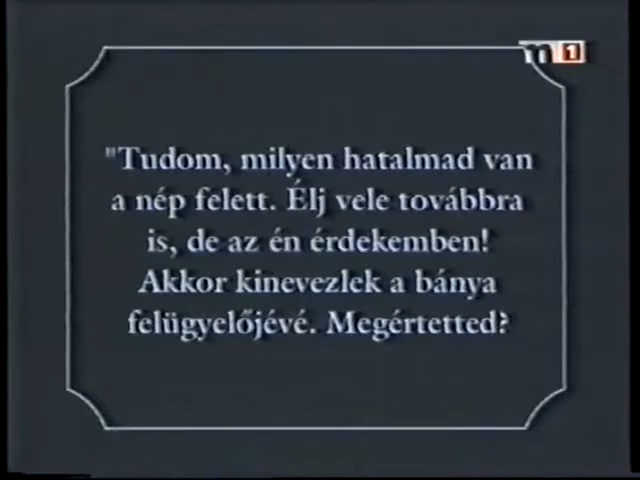 m1
"Tudom, milyen hatalmad van
a nép felett. Élj vele továbbra
is, de az én érdekemben!
Akkor kinevezlek a bánya
felügyelőjévé. Megértetted?